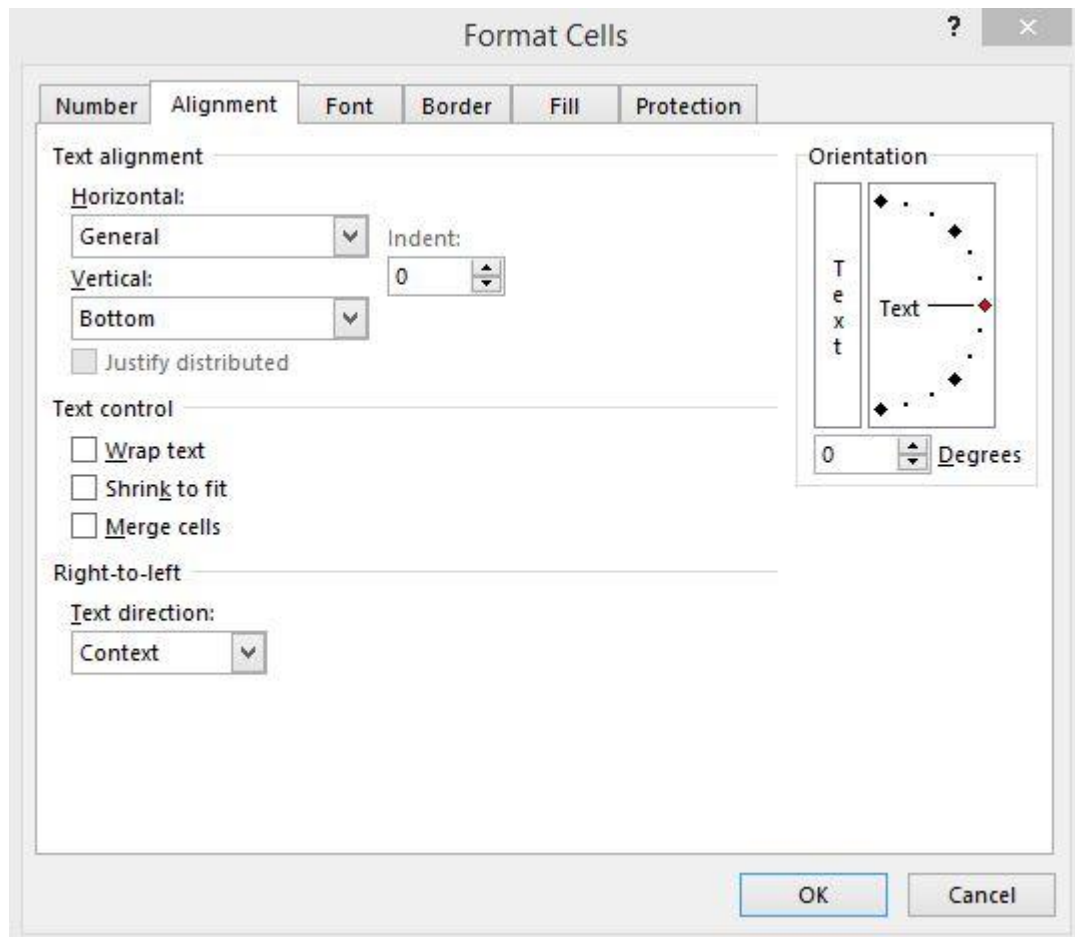 Format Cells
?
Number Alignment Font Border Fill Protection
Text alignment
Horizontal:
General
Indent:
0
Vertical:
Bottom
Justify distributed
Text control
Wrap text
Shrink to fit
Merge cells
Right-to-left
Text direction:
Context
Orientation
T
e
x
t
Text
0 Degrees
OK Cancel